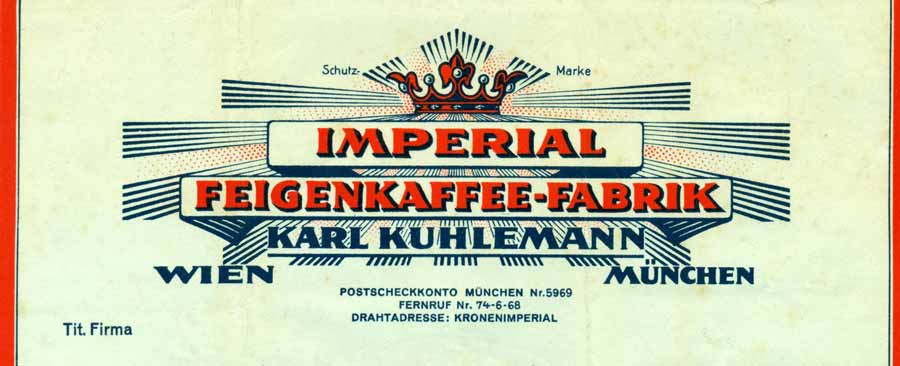 Schutz- Marke
IMPERIAL
FEIGENKAFFEE-FABRIK
KARL KUHLEMANN
WIEN MÜNCHEN
POSTSCHECKKONTO MÜNCHEN Nr. 5969
FERNRUF Nr. 74-6-68
DRAHTADRESSE: KRONENIMPERIAL
Tit. Firma